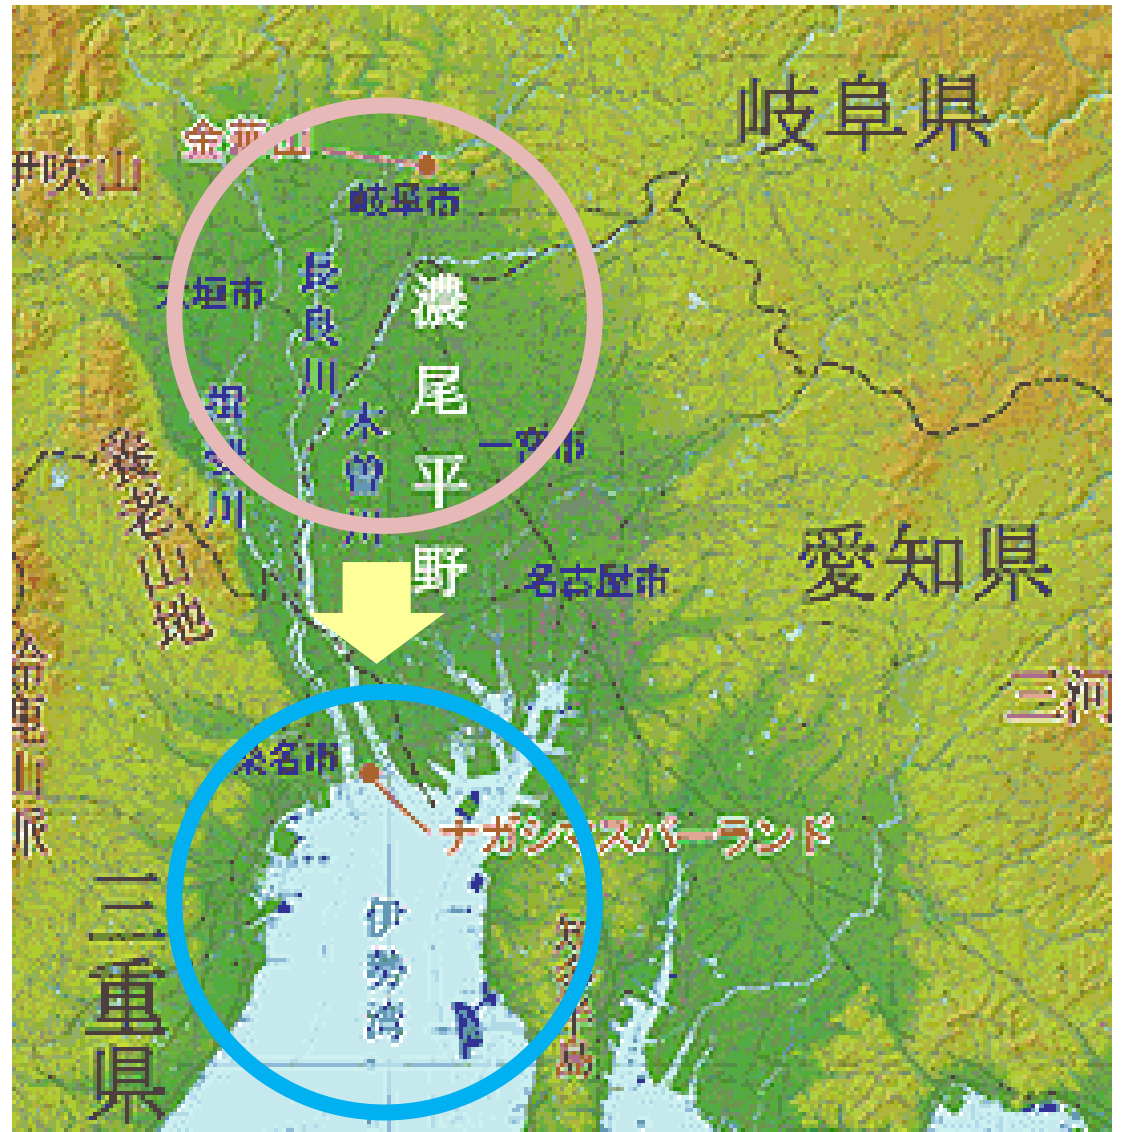 岐阜県
金華山
伊吹山
岐阜市
大垣市
長良川
濃尾平野
揖斐川
木曽川
一宮市
養老山地
愛知県
名古屋市
鈴鹿山脈
三河
桑名市
ナガシマスパーランド
三重県
伊勢湾
知多半島